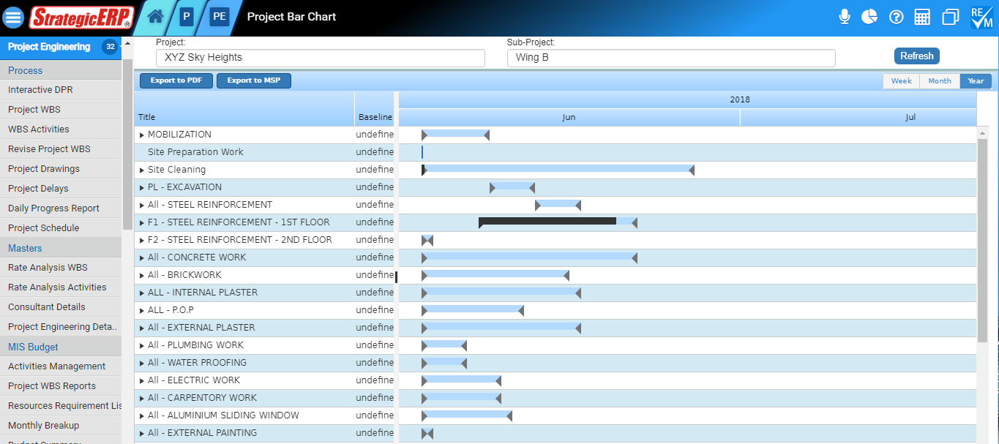 StrategicERP®
P
PE
Project Bar Chart
RE
M
Project Engineering 32
Process
Interactive DPR
Project WBS
WBS Activities
Revise Project WBS
Project Drawings
Project Delays
Daily Progress Report
Project Schedule
Masters
Rate Analysis WBS
Rate Analysis Activities
Consultant Details
Project Engineering Deta..
MIS Budget
Activities Management
Project WBS Reports
Resources Requirement Lis
Monthly Breakup
Budget Summary
Project: Sub-Project:
XYZ Sky Heights Wing B Refresh
Export to PDF Export to MSP Week Month Year
2018
Title Baseline Jun Jul
MOBILIZATION undefine
Site Preparation Work undefine
Site Cleaning undefine
PL - EXCAVATION undefine
All - STEEL REINFORCEMENT undefine
F1 - STEEL REINFORCEMENT - 1ST FLOOR undefine
F2 - STEEL REINFORCEMENT - 2ND FLOOR undefine
All - CONCRETE WORK undefine
All - BRICKWORK undefine
ALL - INTERNAL PLASTER undefine
ALL - P.O.P undefine
All - EXTERNAL PLASTER undefine
All - PLUMBING WORK undefine
All - WATER PROOFING undefine
All - ELECTRIC WORK undefine
All - CARPENTORY WORK undefine
All - ALUMINIUM SLIDING WINDOW undefine
All - EXTERNAL PAINTING undefine